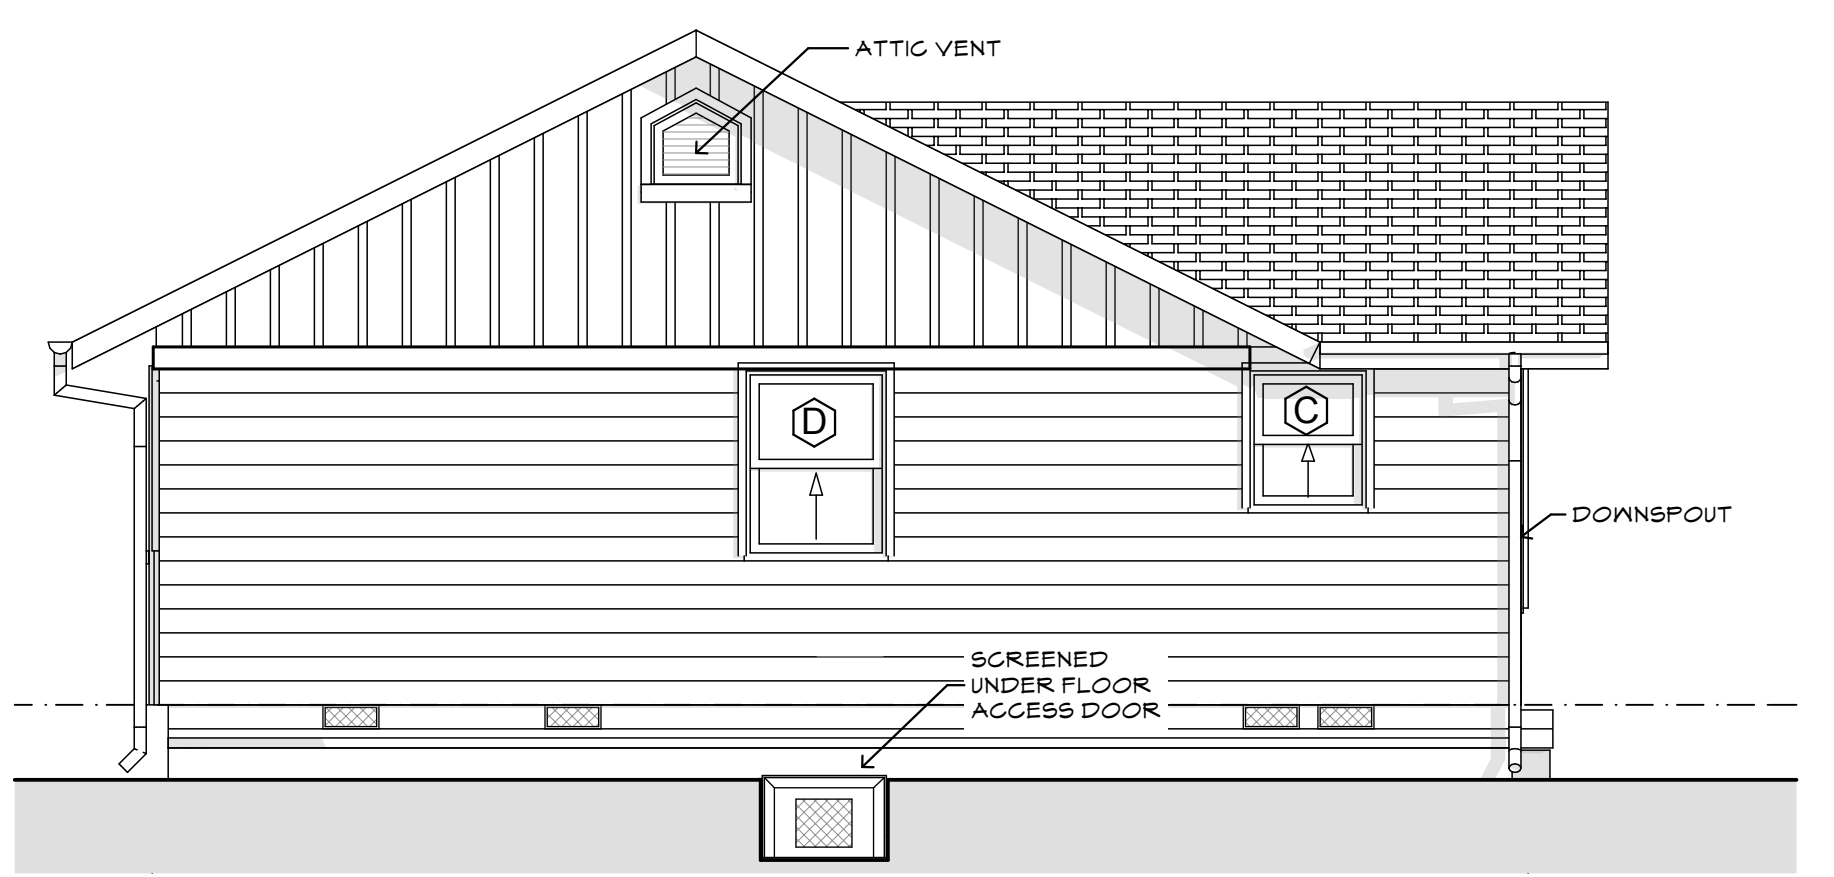 ATTIC VENT
D
C
DOWNSPOUT
SCREENED
UNDER FLOOR
ACCESS DOOR